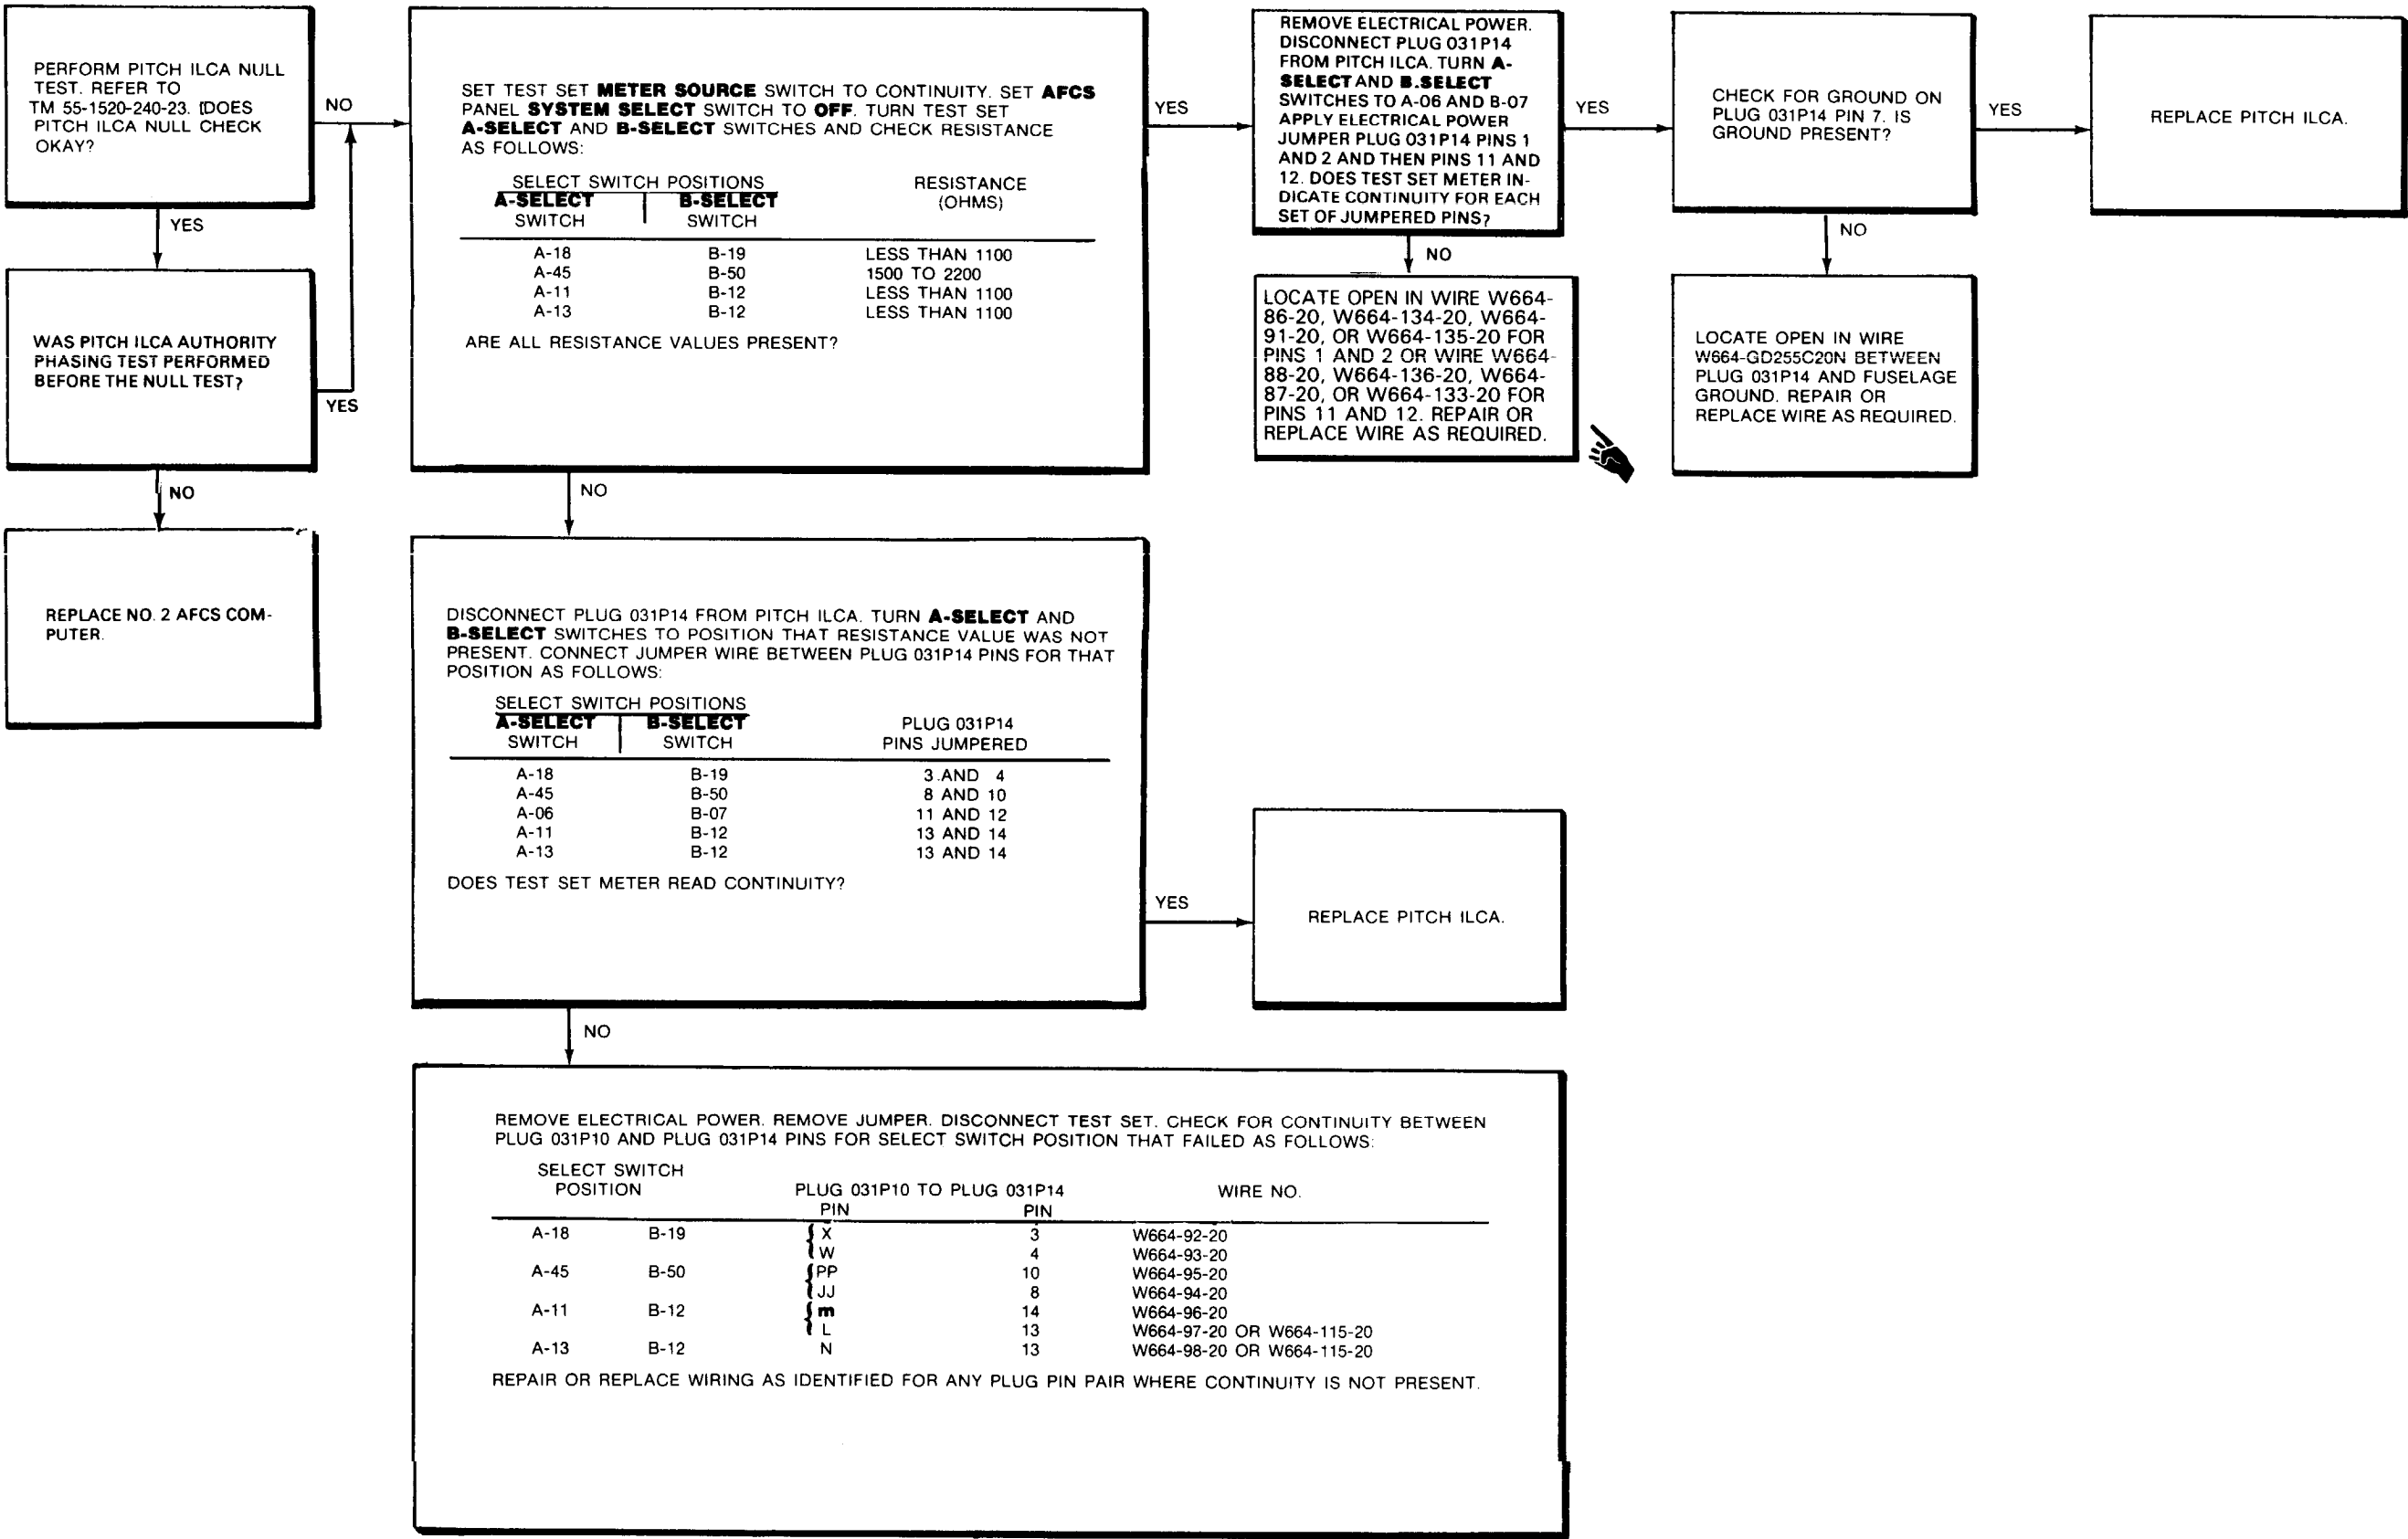 PERFORM PITCH ILCA NULL
TEST. REFER TO
TM 55-1520-240-23. (DOES
PITCH ILCA NULL CHECK
OKAY?
NO
YES
WAS PITCH ILCA AUTHORITY
PHASING TEST PERFORMED
BEFORE THE NULL TEST?
YES
NO
REPLACE NO. 2 AFCS COM-
PUTER.
SET TEST SET METER SOURCE SWITCH TO CONTINUITY. SET AFCS
PANEL SYSTEM SELECT SWITCH TO OFF. TURN TEST SET
A-SELECT AND B-SELECT SWITCHES AND CHECK RESISTANCE
AS FOLLOWS:
SELECT SWITCH POSITIONS RESISTANCE
A-SELECT B-SELECT (OHMS)
SWITCH SWITCH
A-18 B-19 LESS THAN 1100
A-45 B-50 1500 TO 2200
A-11 B-12 LESS THAN 1100
A-13 B-12 LESS THAN 1100
ARE ALL RESISTANCE VALUES PRESENT?
YES
NO
REMOVE ELECTRICAL POWER.
DISCONNECT PLUG 031P14
FROM PITCH ILCA. TURN A-
SELECT AND B.SELECT
SWITCHES TO A-06 AND B-07
APPLY ELECTRICAL POWER
JUMPER PLUG 031P14 PINS 1
AND 2 AND THEN PINS 11 AND
12. DOES TEST SET METER IN-
DICATE CONTINUITY FOR EACH
SET OF JUMPERED PINS?
YES
NO
LOCATE OPEN IN WIRE W664-
86-20, W664-134-20, W664-
91-20, OR W664-135-20 FOR
PINS 1 AND 2 OR WIRE W664-
88-20, W664-136-20, W664-
87-20, OR W664-133-20 FOR
PINS 11 AND 12. REPAIR OR
REPLACE WIRE AS REQUIRED.
CHECK FOR GROUND ON
PLUG 031P14 PIN 7. IS
GROUND PRESENT?
YES
NO
REPLACE PITCH ILCA.
LOCATE OPEN IN WIRE
W664-GD255C20N BETWEEN
PLUG 031P14 AND FUSELAGE
GROUND. REPAIR OR
REPLACE WIRE AS REQUIRED.
DISCONNECT PLUG 031P14 FROM PITCH ILCA. TURN A-SELECT AND
B-SELECT SWITCHES TO POSITION THAT RESISTANCE VALUE WAS NOT
PRESENT. CONNECT JUMPER WIRE BETWEEN PLUG 031P14 PINS FOR THAT
POSITION AS FOLLOWS:
SELECT SWITCH POSITIONS
A-SELECT B-SELECT PLUG 031P14
SWITCH SWITCH PINS JUMPERED
A-18 B-19 3 AND 4
A-45 B-50 8 AND 10
A-06 B-07 11 AND 12
A-11 B-12 13 AND 14
A-13 B-12 13 AND 14
DOES TEST SET METER READ CONTINUITY?
YES
REPLACE PITCH ILCA.
NO
REMOVE ELECTRICAL POWER. REMOVE JUMPER. DISCONNECT TEST SET. CHECK FOR CONTINUITY BETWEEN
PLUG 031P10 AND PLUG 031P14 PINS FOR SELECT SWITCH POSITION THAT FAILED AS FOLLOWS:
SELECT SWITCH
POSITION PLUG 031P10 TO PLUG 031P14 WIRE NO.
PIN PIN
A-18 B-19 { X 3 W664-92-20
W 4 W664-93-20
A-45 B-50 { PP 10 W664-95-20
JJ 8 W664-94-20
A-11 B-12 { m 14 W664-96-20
L 13 W664-97-20 OR W664-115-20
A-13 B-12 N 13 W664-98-20 OR W664-115-20
REPAIR OR REPLACE WIRING AS IDENTIFIED FOR ANY PLUG PIN PAIR WHERE CONTINUITY IS NOT PRESENT.